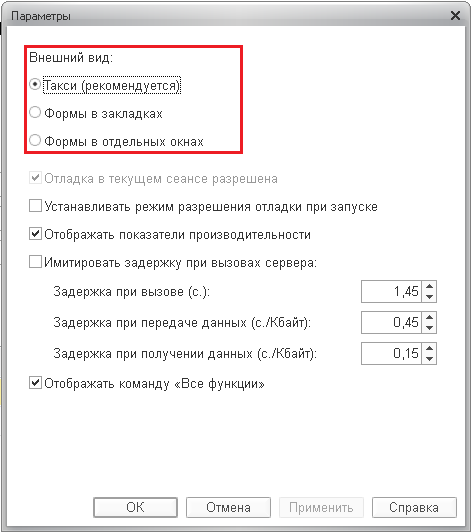 Параметры
Внешний вид:
Такси (рекомендуется)
Формы в закладках
Формы в отдельных окнах
Отладка в текущем сеансе разрешена
Устанавливать режим разрешения отладки при запуске
Отображать показатели производительности
Имитировать задержку при вызовах сервера:
Задержка при вызове (с.): 1,45
Задержка при передаче данных (с./Кбайт): 0,45
Задержка при получении данных (с./Кбайт): 0,15
Отображать команду «Все функции»
ОК Отмена Применить Справка